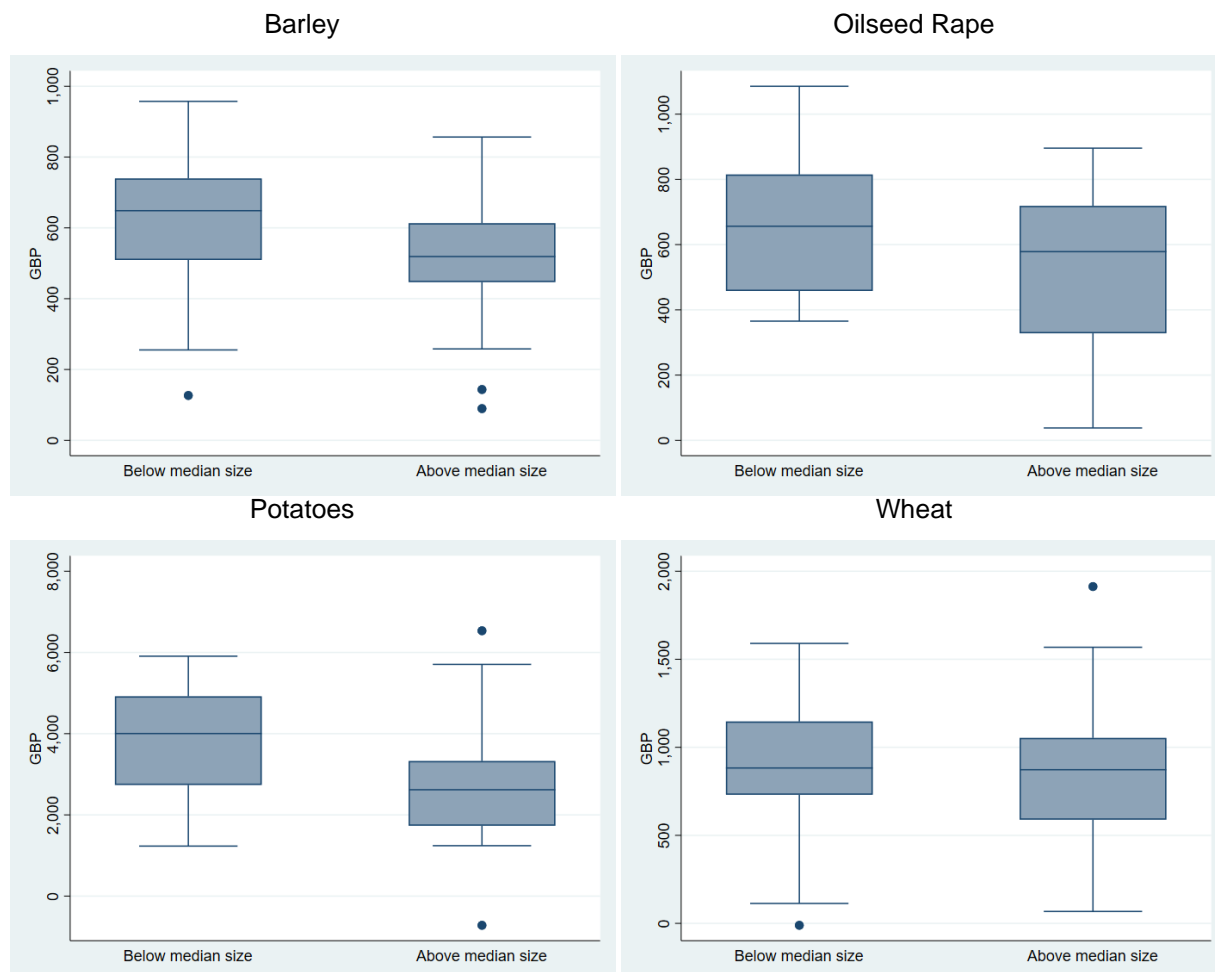 Barley
Oilseed Rape
1,000
800
600
400
200
0
GBP
Below median size
Above median size
1,000
800
600
400
200
0
GBP
Below median size
Above median size
Potatoes
Wheat
8,000
6,000
4,000
2,000
0
GBP
Below median size
Above median size
2,000
1,500
1,000
500
0
GBP
Below median size
Above median size